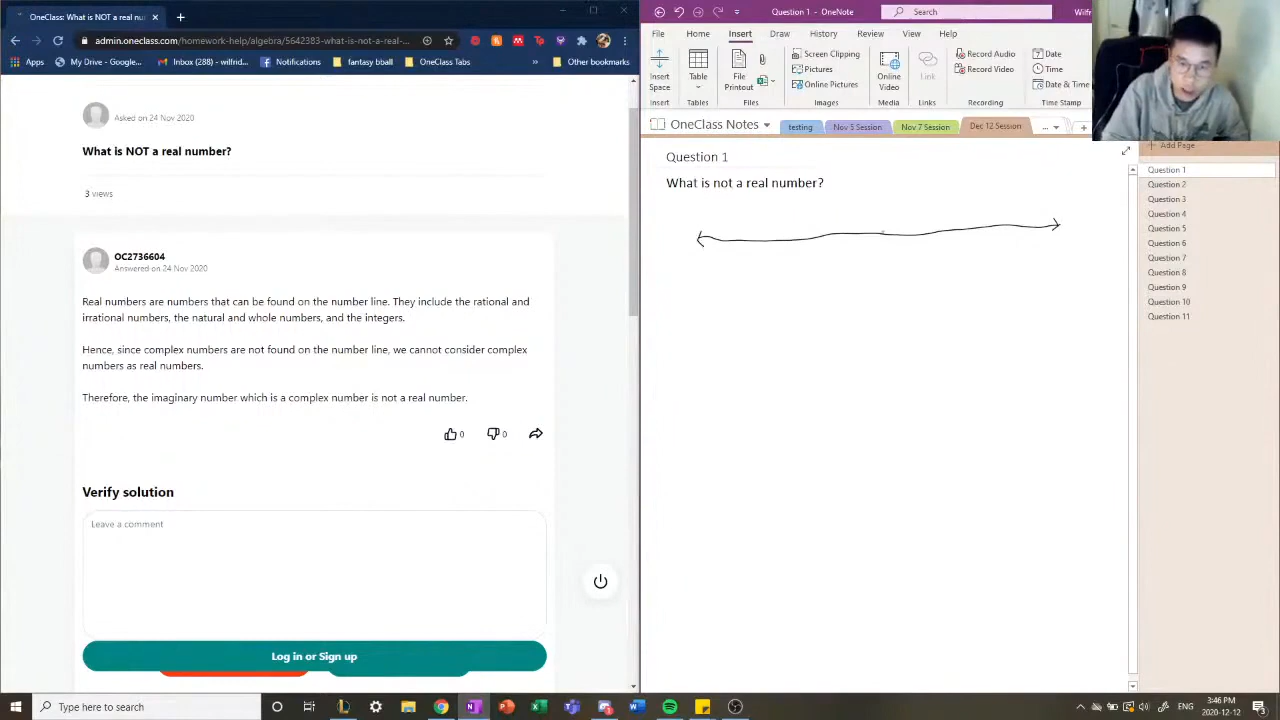 OneClass: What is NOT a real nu
admin.oneclass.com/homework-help/algebra/5642383-what-is-not-a-real-...
Apps
My Drive - Google...
Inbox (288) - wilfrid...
Notifications
fantasy bball
OneClass Tabs
»
Other bookmarks
Asked on 24 Nov 2020
What is NOT a real number?
3 views
OC2736604
Answered on 24 Nov 2020
Real numbers are numbers that can be found on the number line. They include the rational and
irrational numbers, the natural and whole numbers, and the integers.
Hence, since complex numbers are not found on the number line, we cannot consider complex
numbers as real numbers.
Therefore, the imaginary number which is a complex number is not a real number.
0
0
Verify solution
Leave a comment
Log in or Sign up
Question 1 - OneNote
Search
Wilfr
File
Home
Insert
Draw
History
Review
View
Help
Insert
Space
Table
File
Printout
Screen Clipping
Pictures
Online Pictures
Online
Video
Link
Record Audio
Record Video
Date
Time
Date & Time
Insert
Tables
Files
Images
Media
Links
Recording
Time Stamp
OneClass Notes
testing
Nov 5 Session
Nov 7 Session
Dec 12 Session
...
Add Page
Question 1
What is not a real number?
Question 1
Question 2
Question 3
Question 4
Question 5
Question 6
Question 7
Question 8
Question 9
Question 10
Question 11
Type here to search
3:46 PM
2020-12-12